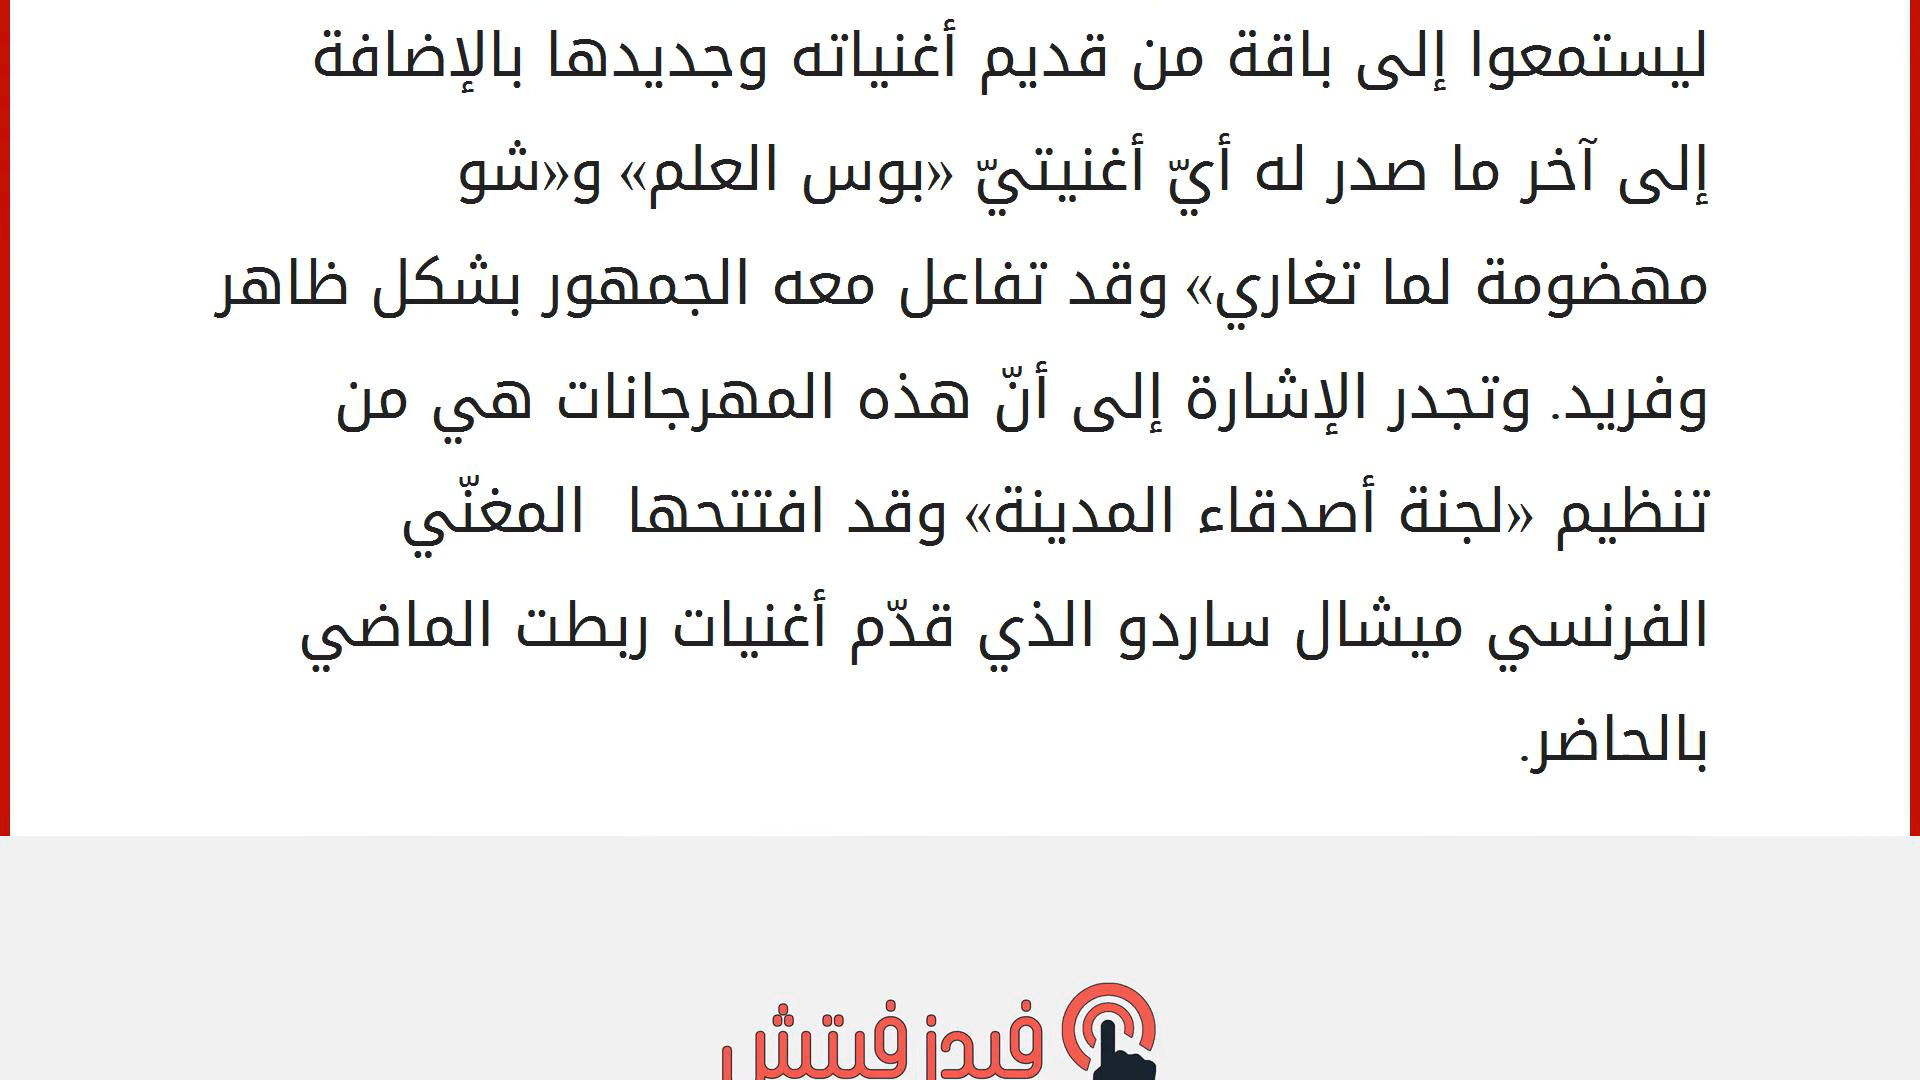 ليستمعوا إلى باقة من قديم أغنياته وجديدها بالإضافة
إلى آخر ما صدر له أيّ أغنيتيّ «بوس العلم» و«شو
مهضومة لما تغاري» وقد تفاعل معه الجمهور بشكل ظاهر
وفريد. وتجدر الإشارة إلى أنّ هذه المهرجانات هي من
تنظيم «لجنة أصدقاء المدينة» وقد افتتحها  المغنّي
الفرنسي ميشال ساردو الذي قدّم أغنيات ربطت الماضي
بالحاضر.
فيدز فيتش